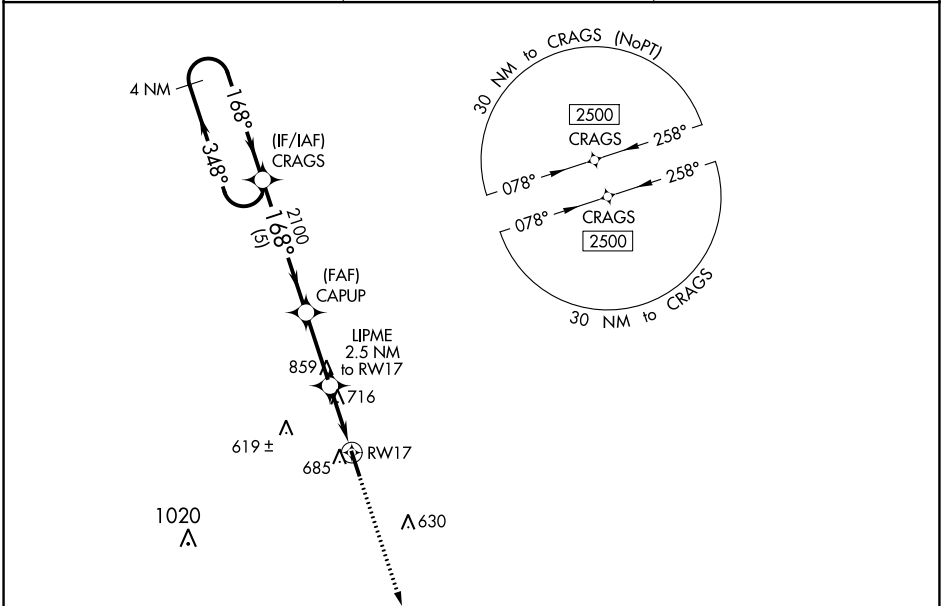 4 NM
168°
348°
(IF/IAF)
CRAGS
2100
168°
(5)
(FAF)
CAPUP
LIPME
2.5 NM
to RW17
859
716
619 ±
685
RW17
1020
630
30 NM to CRAGS (NoPT)
2500
CRAGS
258°
078°
258°
078°
CRAGS
2500
30 NM to CRAGS